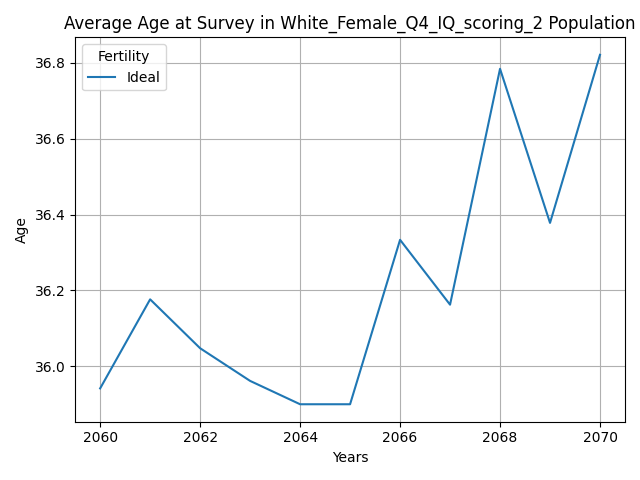 Average Age at Survey in White_Female_Q4_IQ_scoring_2 Population
Fertility
Ideal
36.8
36.6
36.4
36.2
36.0
Age
2060 2062 2064 2066 2068 2070
Years